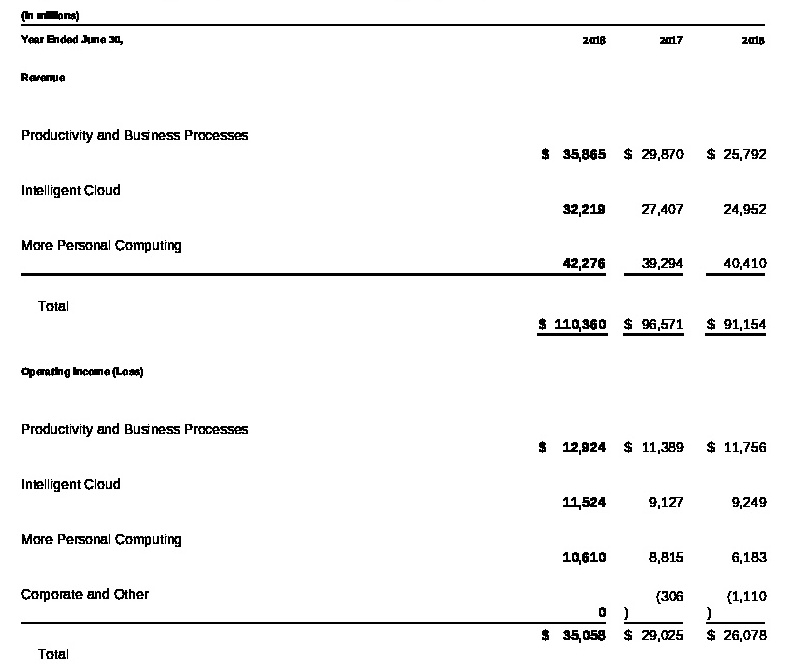 (In millions)
Year Ended June 30, 2018 2017 2016
Revenue
Productivity and Business Processes
$ 35,865 $ 29,870 $ 25,792
Intelligent Cloud
32,219 27,407 24,952
More Personal Computing
42,276 39,294 40,410
Total
$ 110,360 $ 96,571 $ 91,154
Operating Income (Loss)
Productivity and Business Processes
$ 12,924 $ 11,389 $ 11,756
Intelligent Cloud
11,524 9,127 9,249
More Personal Computing
10,610 8,815 6,183
Corporate and Other (306 (1,110
0 ) )
$ 35,058 $ 29,025 $ 26,078
Total